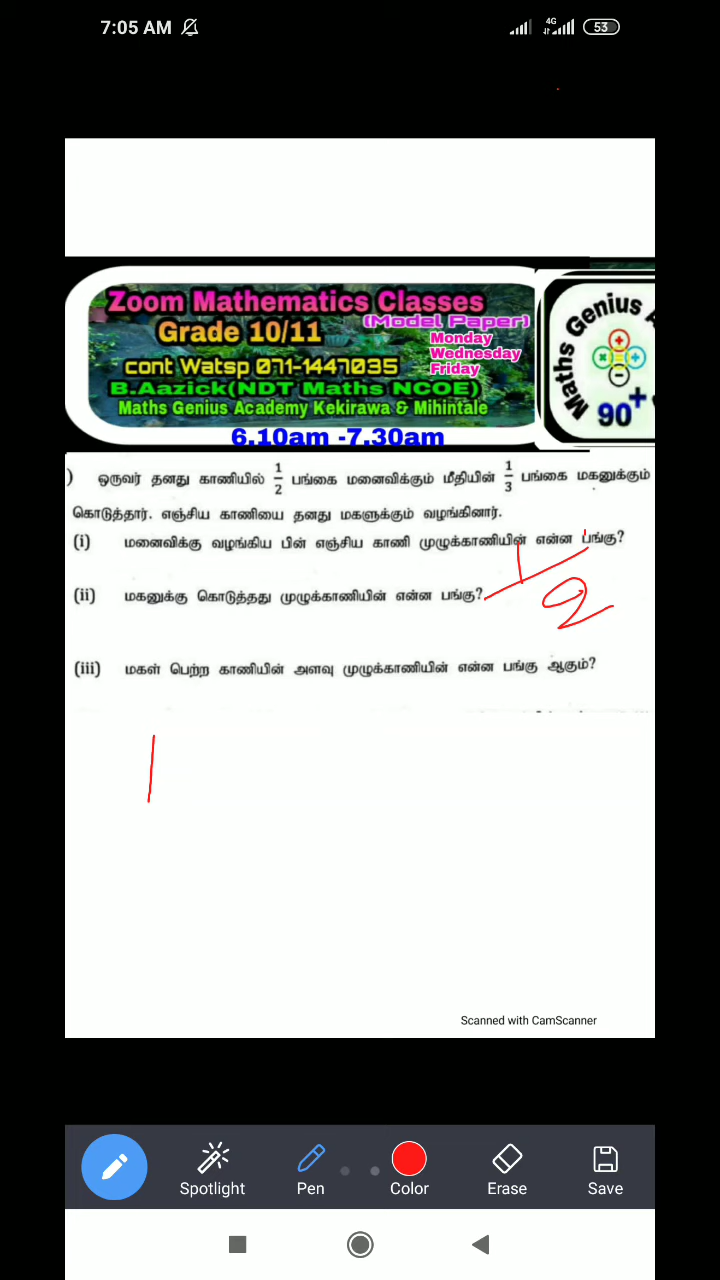 7:05 AM
4G
53
Zoom Mathematics Classes
Grade 10/11
(Model Paper)
Monday
Wednesday
Friday
cont Watsp 071-1447035
B.Aazick(NDT Maths NCOE)
Maths Genius Academy Kekirawa & Mihintale
6.10am -7.30am
Maths Genius A
90+
) ஒருவர் தனது காணியில் 1/2 பங்கை மனைவிக்கும் மீதியின் 1/3 பங்கை மகனுக்கும்
கொடுத்தார். எஞ்சிய காணியை தனது மகளுக்கும் வழங்கினார்.
(i) மனைவிக்கு வழங்கிய பின் எஞ்சிய காணி முழுக்காணியின் என்ன பங்கு?
1/2
(ii) மகனுக்கு கொடுத்தது முழுக்காணியின் என்ன பங்கு?
(iii) மகள் பெற்ற காணியின் அளவு முழுக்காணியின் என்ன பங்கு ஆகும்?
Scanned with CamScanner
Spotlight Pen Color Erase Save